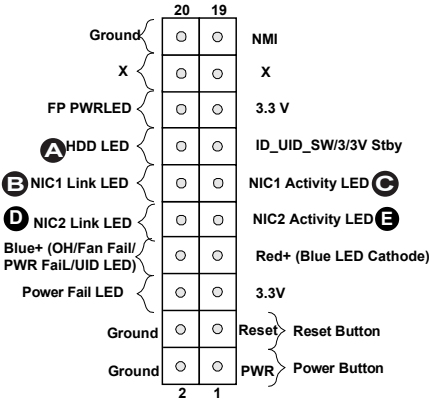 20 19
Ground NMI
X X
FP PWRLED 3.3 V
A HDD LED ID_UID_SW/3/3V Stby
B NIC1 Link LED NIC1 Activity LED C
D NIC2 Link LED NIC2 Activity LED E
Blue+ (OH/Fan Fail/
PWR FaiL/UID LED) Red+ (Blue LED Cathode)
Power Fail LED 3.3V
Ground Reset Reset Button
Ground PWR Power Button
2 1